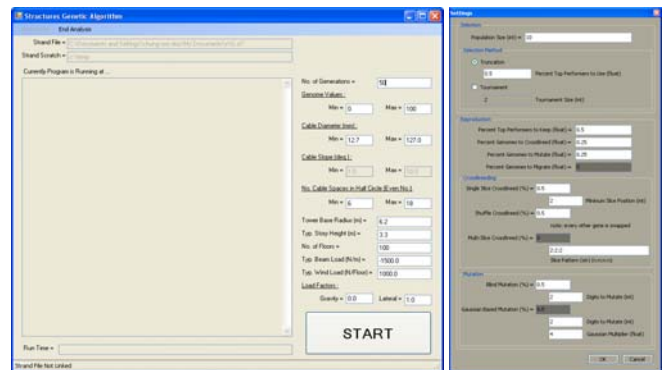 Structures Genetic Algorithm
End Analysis
Strand File =
Strand Scratch =
Currently Program is Running at ...
No. of Generations = 50
Genome Values :
Min = 0 Max = 100
Cable Diameter (mm) :
Min = 12.7 Max = 127.0
Cable Slope (deg.) :
Min = Max =
No. Cable Spaces in Half Circle (Even No.)
Min = 6 Max = 18
Tower Base Radius (m) = 6.2
Typ. Story Height (m) = 3.3
No. of Floors = 100
Typ. Beam Load (N/m) = -1500.0
Typ. Wind Load (N/Floor) = 1000.0
Load Factors :
Gravity = 0.0 Lateral = 1.0
START
Run Time =
Strand File Not Linked
Settings
Selection
Population Size (int) = 10
Selection Method
Truncation
0.5 Percent Top Performers to Use (float)
Tournament
2 Tournament Size (int)
Reproduction
Percent Top Performers to Keep (float) = 0.5
Percent Genomes to Crossbreed (float) = 0.25
Percent Genomes to Mutate (float) = 0.25
Percent Genomes to Migrate (float) =
Crossbreeding
Single Slice Crossbreed (%) = 0.5
2 Minimum Slice Position (int)
Shuffle Crossbreed (%) = 0.5
note: every other gene is swapped
Multi-Slice Crossbreed (%) =
2:2:2
Slice Pattern (int)
Mutation
Blind Mutation (%) = 0.5
2 Digits to Mutate (int)
Gaussian Based Mutation (%) =
2 Digits to Mutate (int)
4 Gaussian Multiplier (float)
OK Cancel